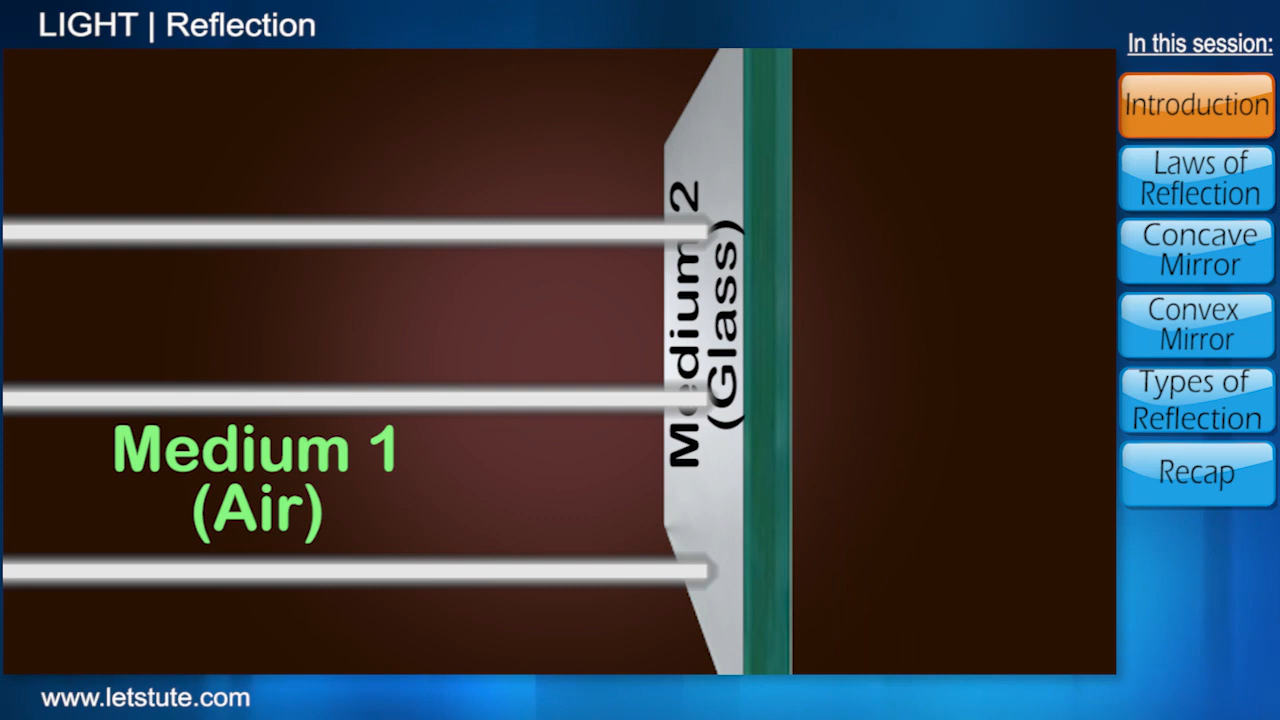 LIGHT | Reflection
In this session:
Introduction
Laws of
Reflection
Concave
Mirror
Convex
Mirror
Types of
Reflection
Recap
Medium 2
(Glass)
Medium 1
(Air)
www.letstute.com